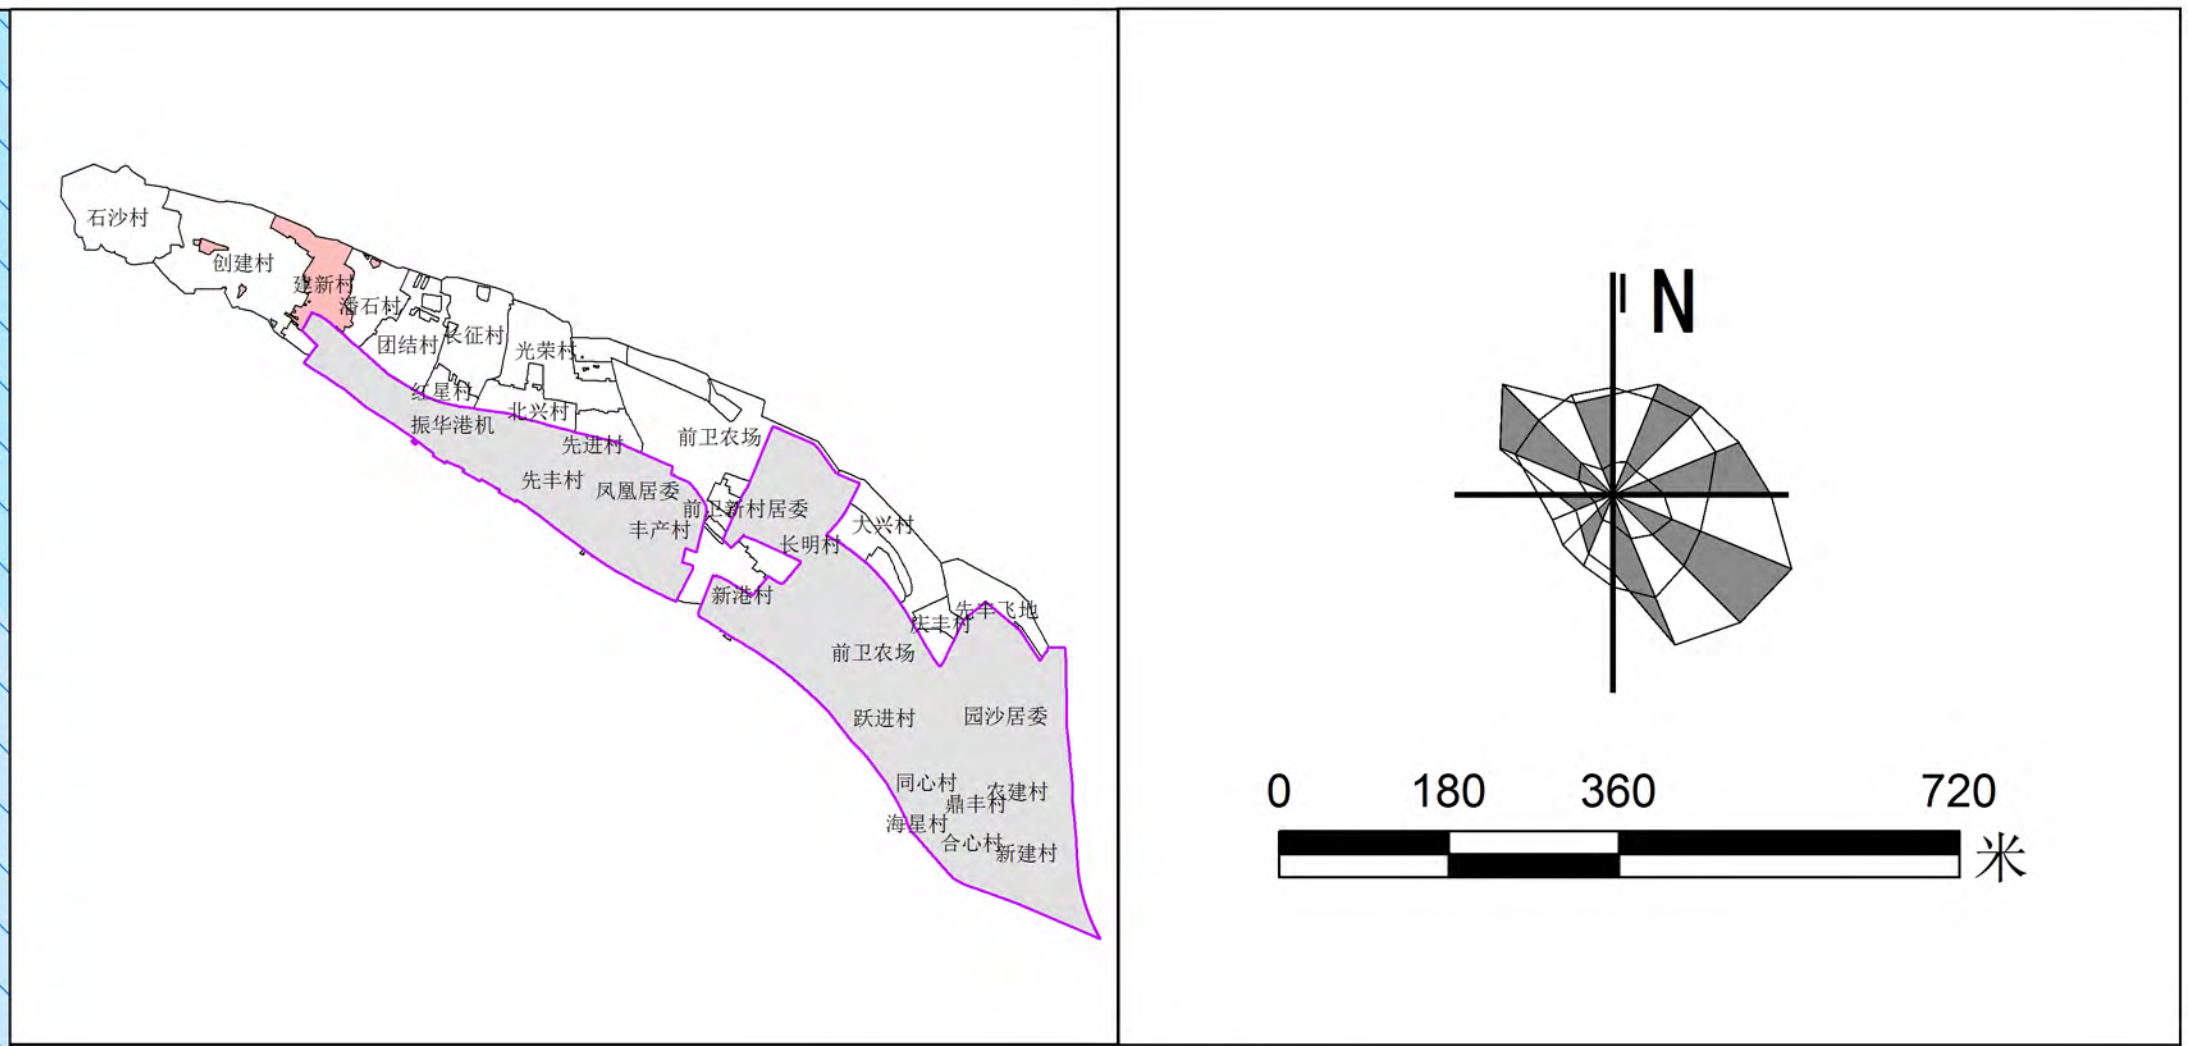 石沙村
创建村
建新村
潘石村
团结村
长征村
光荣村
红星村
振华港机
北兴村
先进村
前卫农场
先丰村
凤凰居委
丰产村
前卫新村居委
长明村
大兴村
新港村
先丰飞地
庆丰村
前卫农场
跃进村
园沙居委
同心村
农建村
鼎丰村
海星村
合心村
新建村
N
0 180 360 720
米